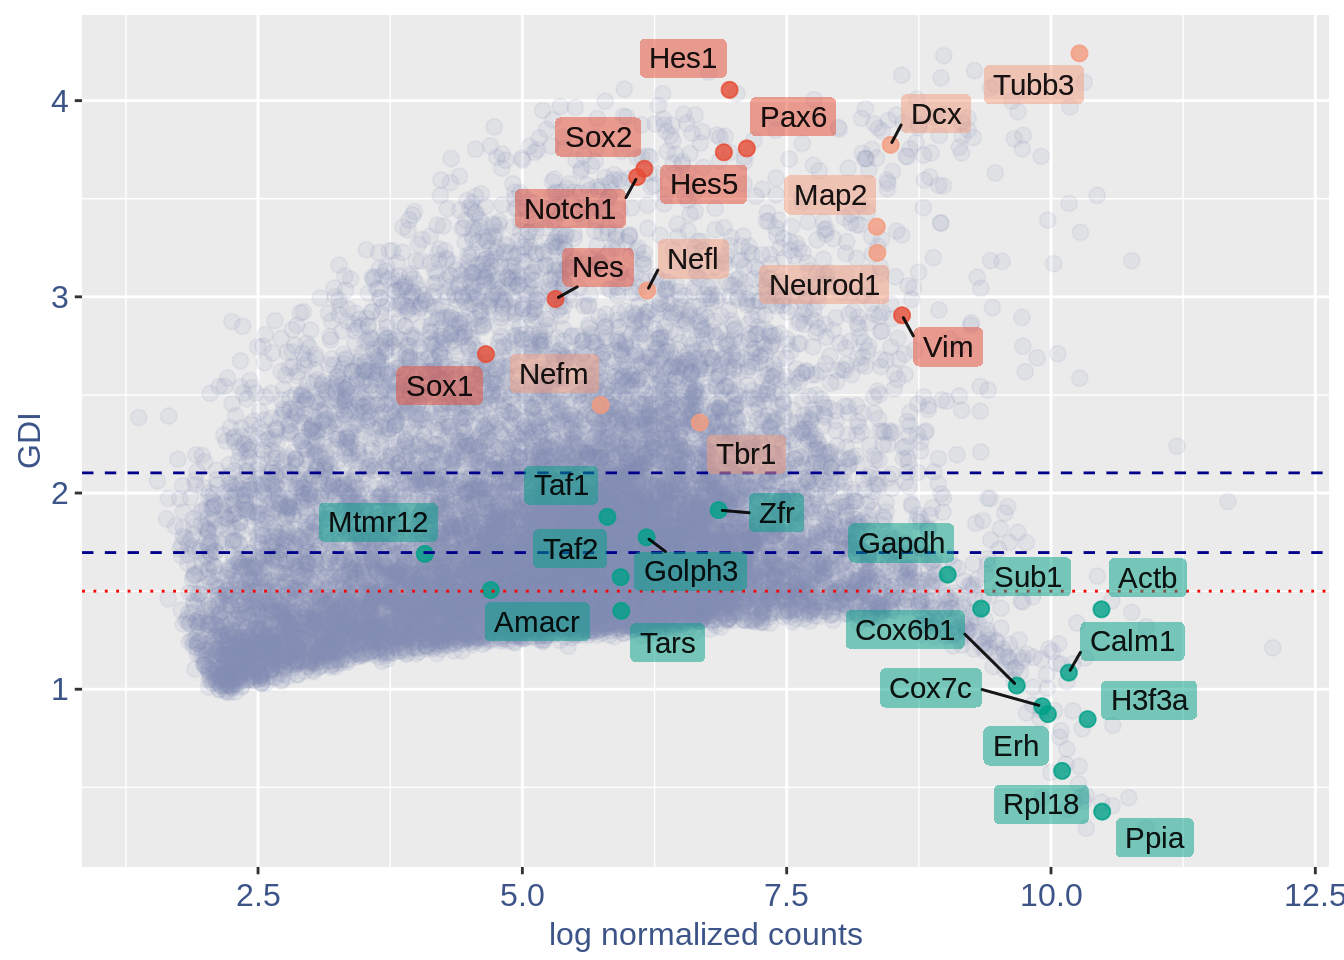 Hes1
Tubb3
4
Dcx
Pax6
Sox2
Hes5
Map2
Notch1
Nefl
Nes
Neurod1
3
Vim
Nefm
Sox1
GDI
Tbr1
Taf1
2
Zfr
Mtmr12
Gapdh
Taf2
Golph3
Sub1
Actb
Amacr
Cox6b1
Tars
Calm1
Cox7c
1
H3f3a
Erh
Rpl18
Ppia
2.5
5.0
7.5
10.0
12.5
log normalized counts